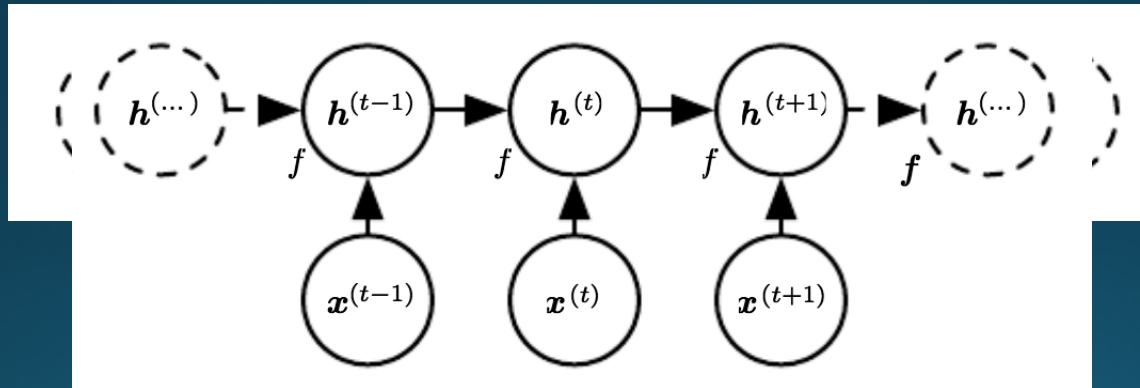 h(...) h(t−1) h(t) h(t+1) h(...)
f f f f
x(t−1) x(t) x(t+1)